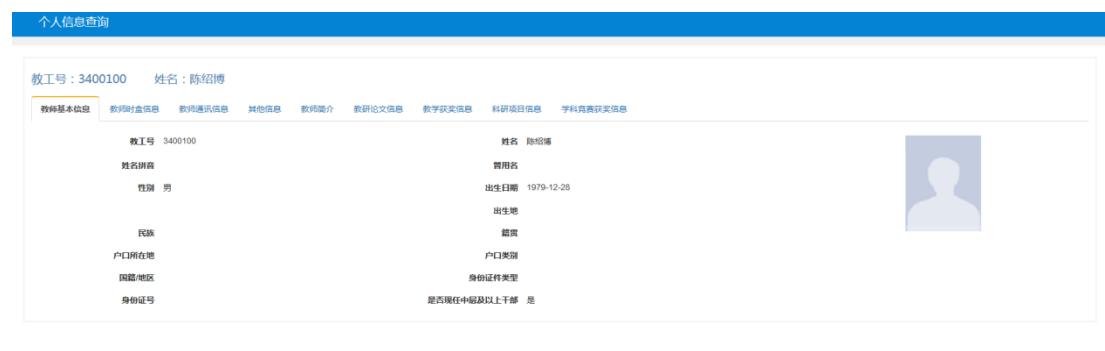 个人信息查询
教工号：3400100 姓名：陈绍博
教师基本信息 教师时盒信息 教师通讯信息 其他信息 教师简介 教研论文信息 教学获奖信息 科研项目信息 学科竞赛获奖信息
教工号 3400100 姓名 陈绍博
姓名拼音 曾用名
性别 男 出生日期 1979-12-28
出生地
民族 籍贯
户口所在地 户口类别
国籍/地区 身份证件类型
身份证号 是否现任中层及以上干部 是